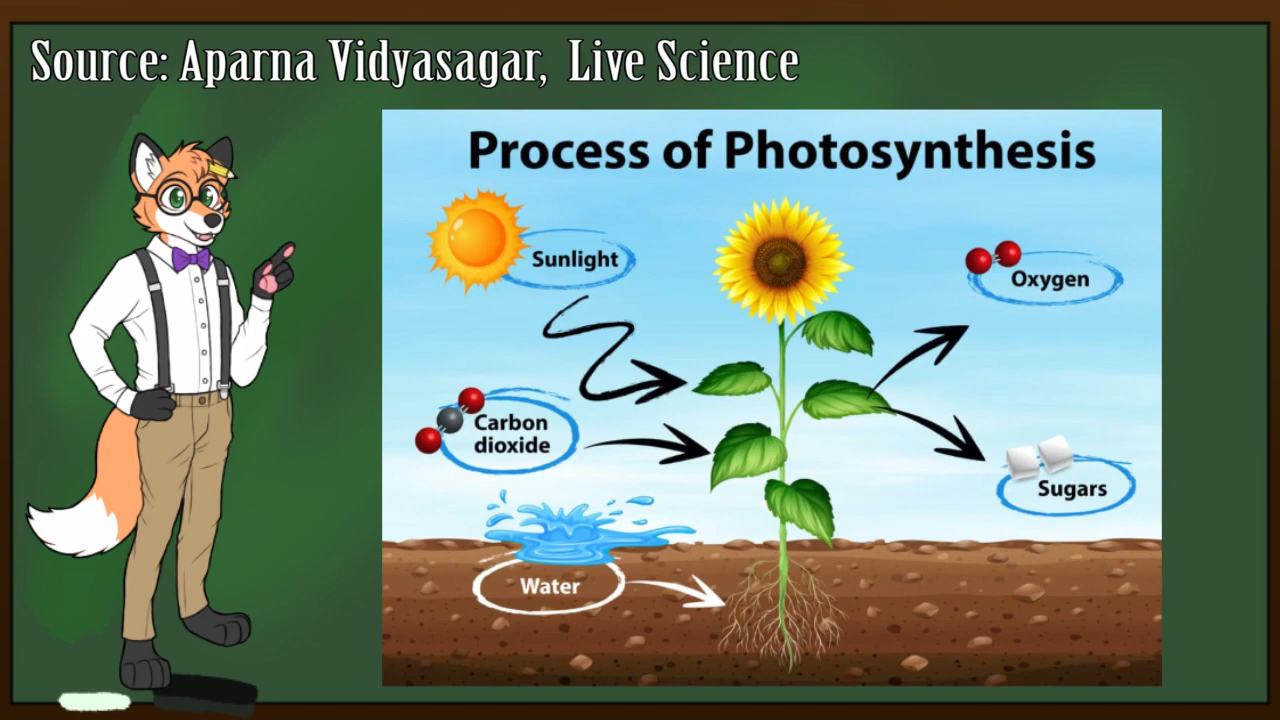 Source: Aparna Vidyasagar, Live Science
Process of Photosynthesis
Sunlight
Oxygen
Carbon
dioxide
Sugars
Water